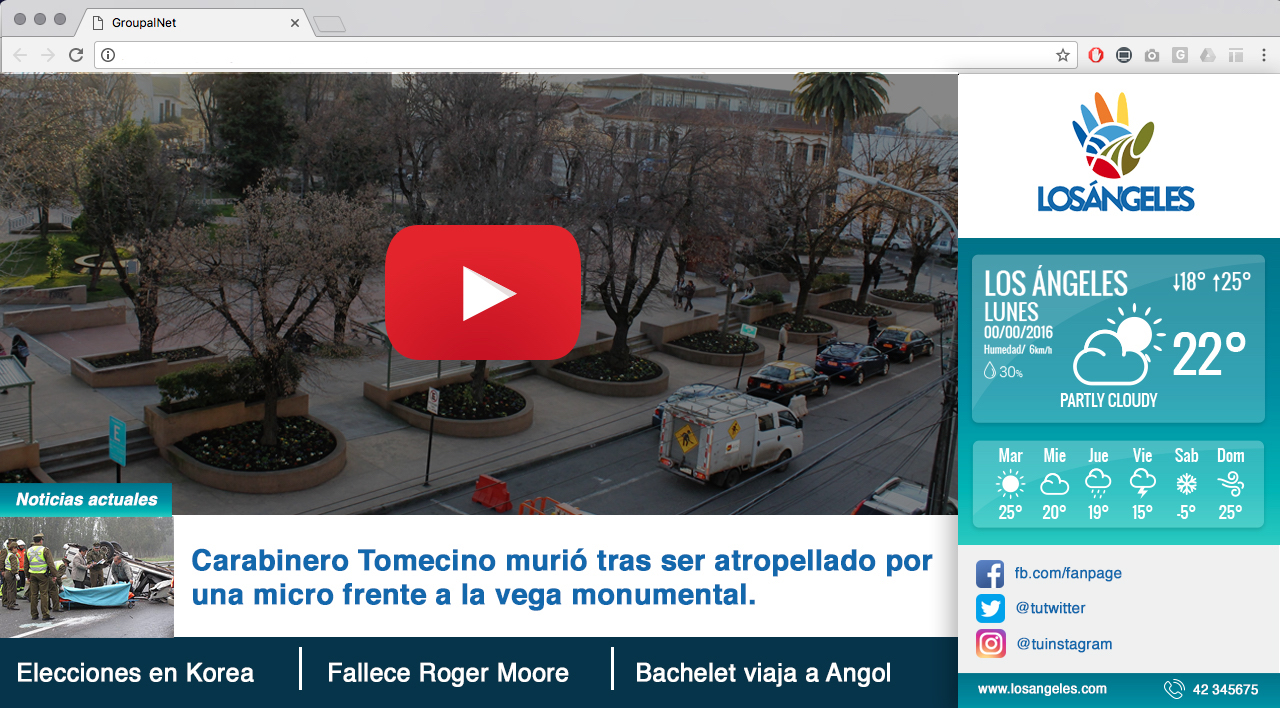 GroupalNet
E
Noticias actuales
Carabinero Tomecino murió tras ser atropellado por
una micro frente a la vega monumental.
Elecciones en Korea
Fallece Roger Moore
Bachelet viaja a Angol
LOSÁNGELES
LOS ÁNGELES
↓18° ↑25°
LUNES
00/00/2016
Humedad/ 6km/h
30%
22°
PARTLY CLOUDY
Mar Mie Jue Vie Sab Dom
25° 20° 19° 15° -5° 25°
fb.com/fanpage
@tutwitter
@tuinstagram
www.losangeles.com
42 345675